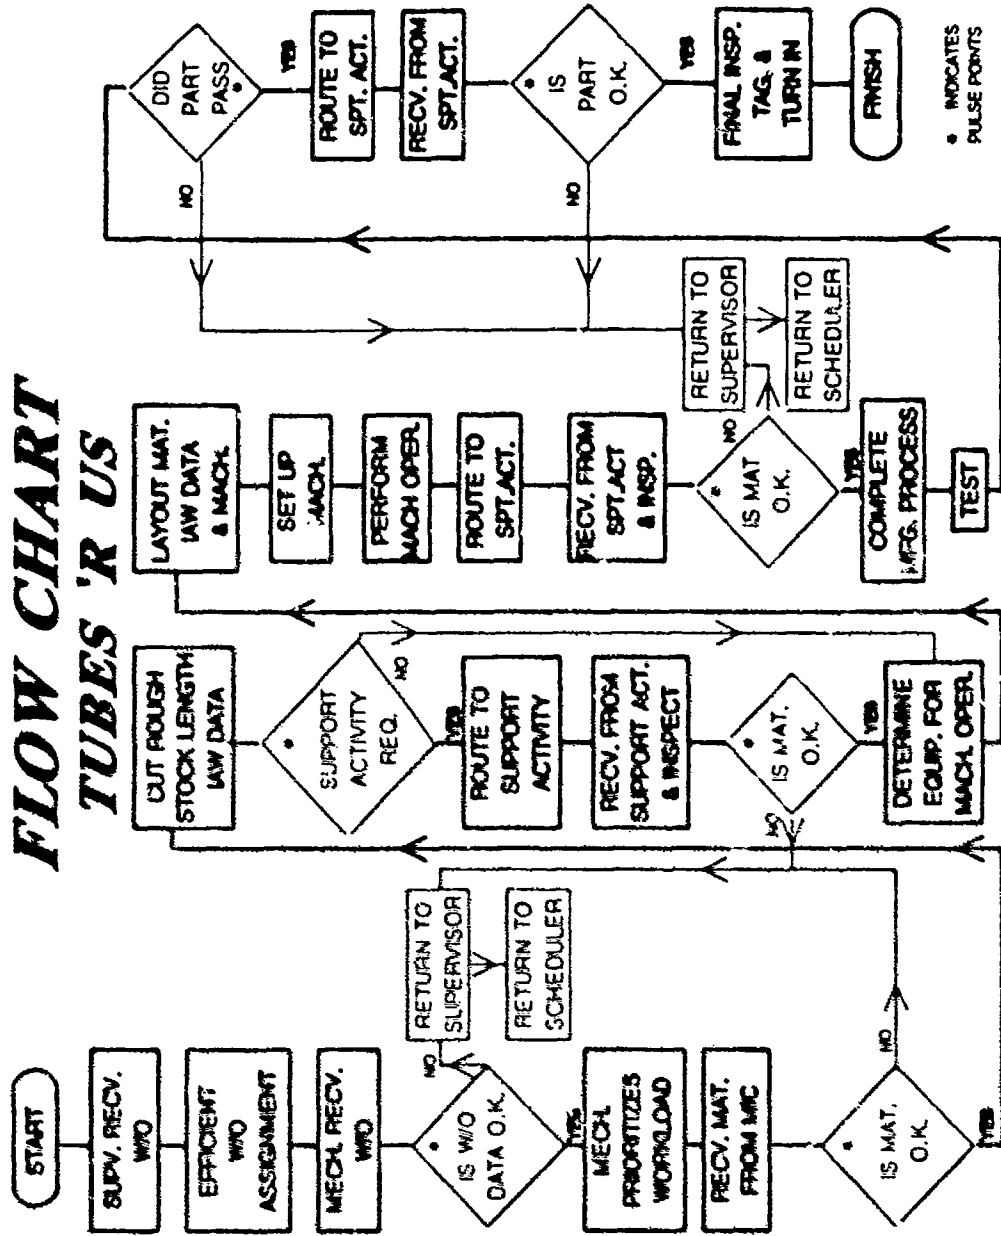 FLOW CHART
TUBES 'R US
START
SUPV. RECV.
W/O
EFFICIENT
W/O
ASSIGNMENT
MECH. RECV.
W/O
*
IS W/O
DATA O.K.
NO
RETURN TO
SUPERVISOR
RETURN TO
SCHEDULER
YES
MECH.
PRIORITIZES
WORKLOAD
RECV. MAT.
FROM MIC
*
IS MAT.
O.K.
NO
YES
CUT ROUGH
STOCK LENGTH
IAW DATA
*
SUPPORT
ACTIVITY
REQ.
NO
YES
ROUTE TO
SUPPORT
ACTIVITY
RECV. FROM
SUPPORT ACT.
& INSPECT
*
IS MAT.
O.K.
NO
YES
DETERMINE
EQUIP. FOR
MACH. OPER.
LAYOUT MAT.
IAW DATA
& MACH.
SET UP
MACH.
PERFORM
MACH OPER.
ROUTE TO
SPT.ACT.
RECV. FROM
SPT.ACT
& INSP.
*
IS MAT
O.K.
NO
RETURN TO
SUPERVISOR
RETURN TO
SCHEDULER
YES
COMPLETE
MFG. PROCESS
TEST
DID
PART
PASS *
NO
YES
ROUTE TO
SPT. ACT.
RECV. FROM
SPT.ACT.
*
IS
PART
O.K.
NO
YES
FINAL INSP.
TAG. &
TURN IN
FINISH
* INDICATES
PULSE POINTS